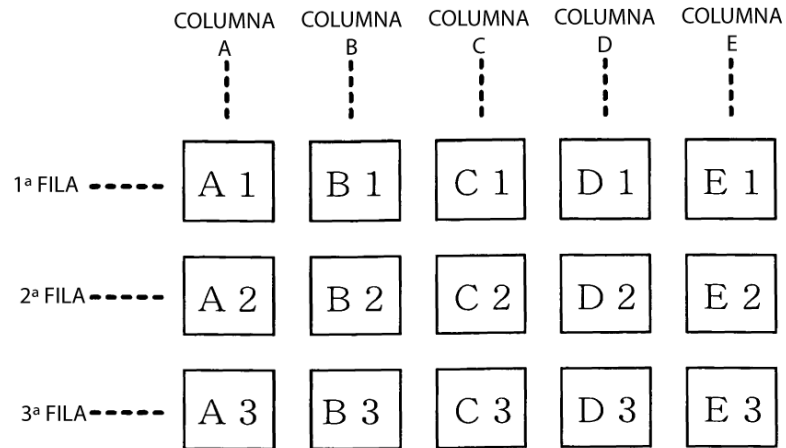 COLUMNA COLUMNA COLUMNA COLUMNA COLUMNA
A B C D E
1ª FILA A 1 B 1 C 1 D 1 E 1
2ª FILA A 2 B 2 C 2 D 2 E 2
3ª FILA A 3 B 3 C 3 D 3 E 3